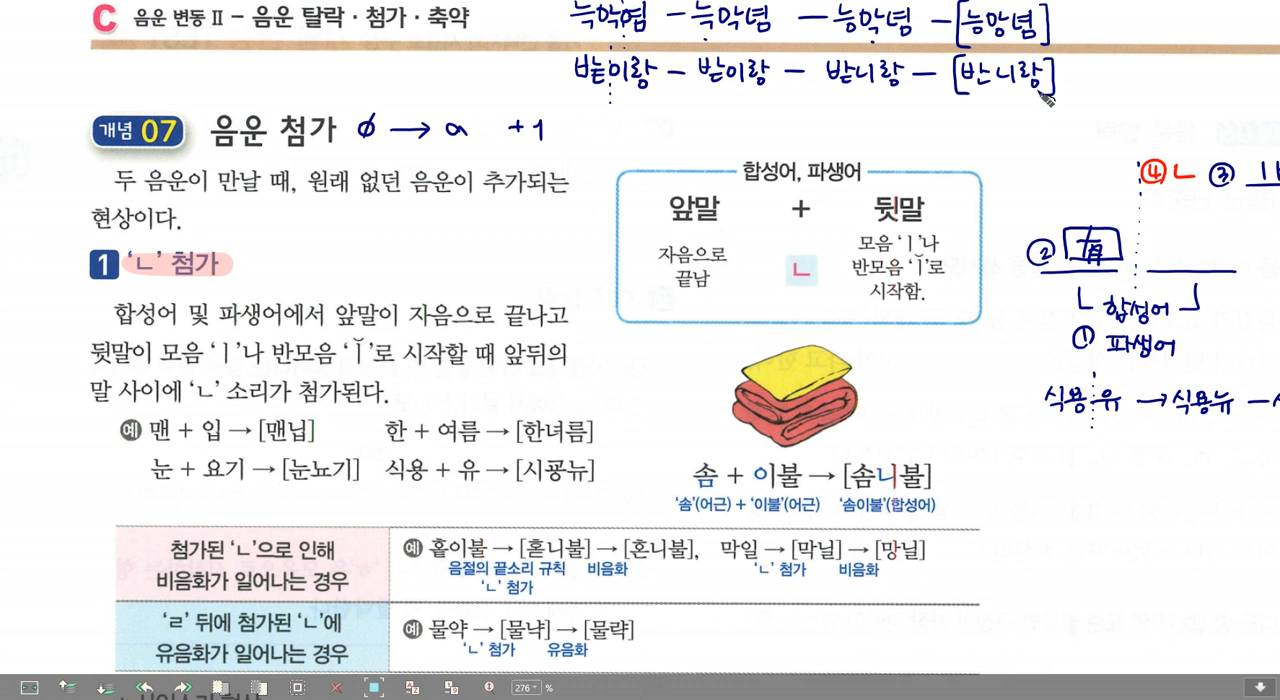 C 음운 변동 Ⅱ - 음운 탈락·첨가·축약
늑막염 - 늑막념 - 능막념 - [능망념]
밭이랑 - 받이랑 - 받니랑 - [반니랑]
개념 07 음운 첨가 ∅ → a +1
두 음운이 만날 때, 원래 없던 음운이 추가되는
현상이다.
1 'ㄴ' 첨가
합성어 및 파생어에서 앞말이 자음으로 끝나고
뒷말이 모음 'ㅣ'나 반모음 'ㅣ̆'로 시작할 때 앞뒤의
말 사이에 'ㄴ' 소리가 첨가된다.
예 맨 + 입 → [맨닙] 한 + 여름 → [한녀름]
눈 + 요기 → [눈뇨기] 식용 + 유 → [시굥뉴]
합성어, 파생어
앞말 + 뒷말
자음으로
끝남
ㄴ
모음 'ㅣ'나
반모음 'ㅣ̆'로
시작함.
④ ㄴ ③
②
합성어
① 파생어
식용유 → 식용뉴 -
솜 + 이불 → [솜니불]
'솜'(어근) + '이불'(어근) '솜이불'(합성어)
첨가된 'ㄴ'으로 인해
비음화가 일어나는 경우
예 홑이불 → [혿니불] → [혼니불], 막일 → [막닐] → [망닐]
음절의 끝소리 규칙 비음화 'ㄴ' 첨가 비음화
'ㄴ' 첨가
'ㄹ' 뒤에 첨가된 'ㄴ'에
유음화가 일어나는 경우
예 물약 → [물냑] → [물략]
'ㄴ' 첨가 유음화
276 %